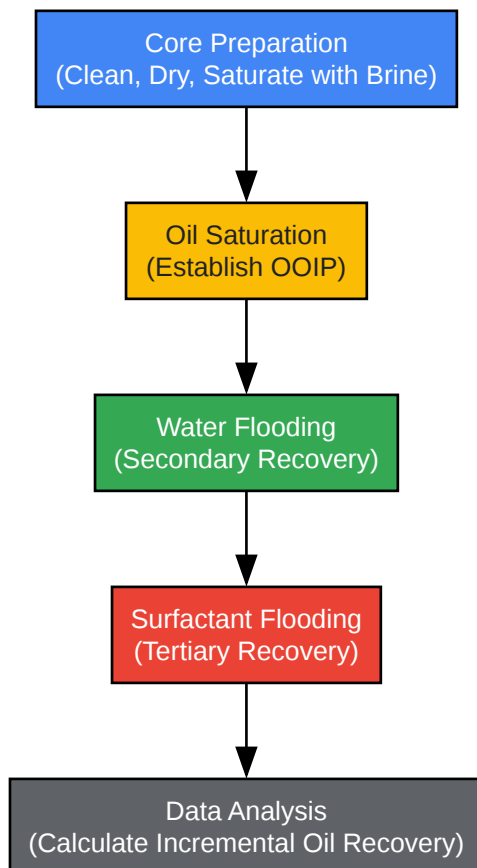 Core Preparation
(Clean, Dry, Saturate with Brine)
Oil Saturation
(Establish OOIP)
Water Flooding
(Secondary Recovery)
Surfactant Flooding
(Tertiary Recovery)
Data Analysis
(Calculate Incremental Oil Recovery)